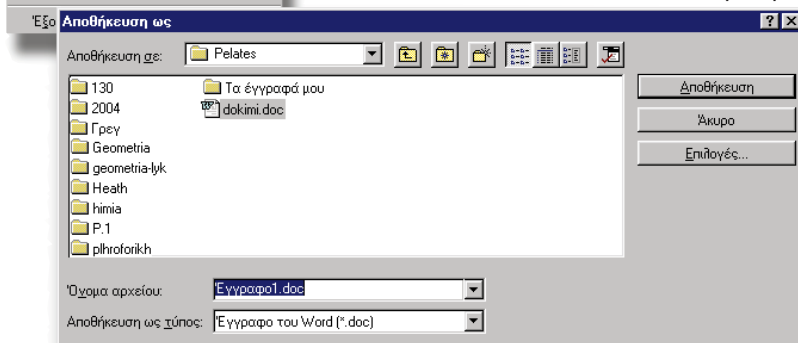 Έξο
Αποθήκευση ως
Αποθήκευση σε: Pelates
130
2004
Γρεγ
Geometria
geometria-lyk
Heath
himia
P.1
plhroforikh
Τα έγγραφά μου
dokimi.doc
Αποθήκευση
Άκυρο
Επιλογές...
Όνομα αρχείου: Έγγραφο1.doc
Αποθήκευση ως τύπος: Έγγραφο του Word (*.doc)